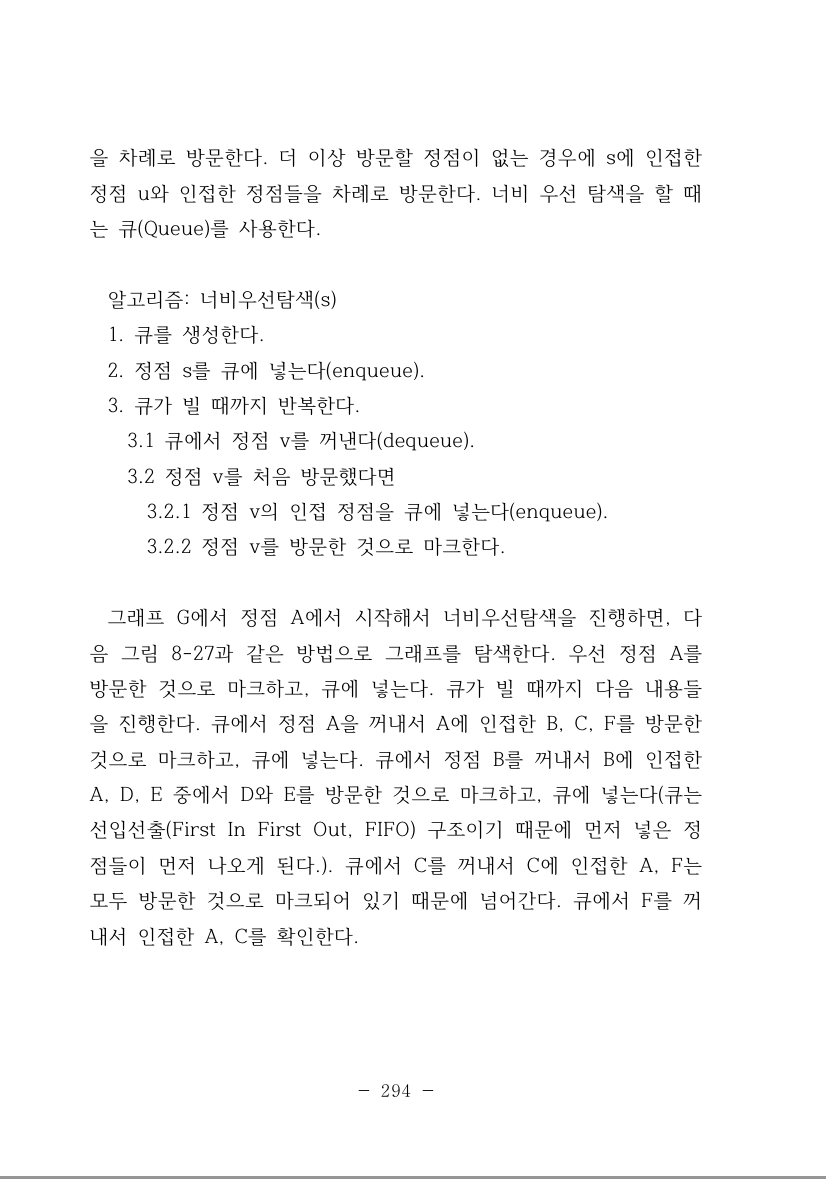 을 차례로 방문한다. 더 이상 방문할 정점이 없는 경우에 s에 인접한
정점 u와 인접한 정점들을 차례로 방문한다. 너비 우선 탐색을 할 때
는 큐(Queue)를 사용한다.
알고리즘: 너비우선탐색(s)
1. 큐를 생성한다.
2. 정점 s를 큐에 넣는다(enqueue).
3. 큐가 빌 때까지 반복한다.
3.1 큐에서 정점 v를 꺼낸다(dequeue).
3.2 정점 v를 처음 방문했다면
3.2.1 정점 v의 인접 정점을 큐에 넣는다(enqueue).
3.2.2 정점 v를 방문한 것으로 마크한다.
그래프 G에서 정점 A에서 시작해서 너비우선탐색을 진행하면, 다
음 그림 8-27과 같은 방법으로 그래프를 탐색한다. 우선 정점 A를
방문한 것으로 마크하고, 큐에 넣는다. 큐가 빌 때까지 다음 내용들
을 진행한다. 큐에서 정점 A을 꺼내서 A에 인접한 B, C, F를 방문한
것으로 마크하고, 큐에 넣는다. 큐에서 정점 B를 꺼내서 B에 인접한
A, D, E 중에서 D와 E를 방문한 것으로 마크하고, 큐에 넣는다(큐는
선입선출(First In First Out, FIFO) 구조이기 때문에 먼저 넣은 정
점들이 먼저 나오게 된다.). 큐에서 C를 꺼내서 C에 인접한 A, F는
모두 방문한 것으로 마크되어 있기 때문에 넘어간다. 큐에서 F를 꺼
내서 인접한 A, C를 확인한다.
- 294 -